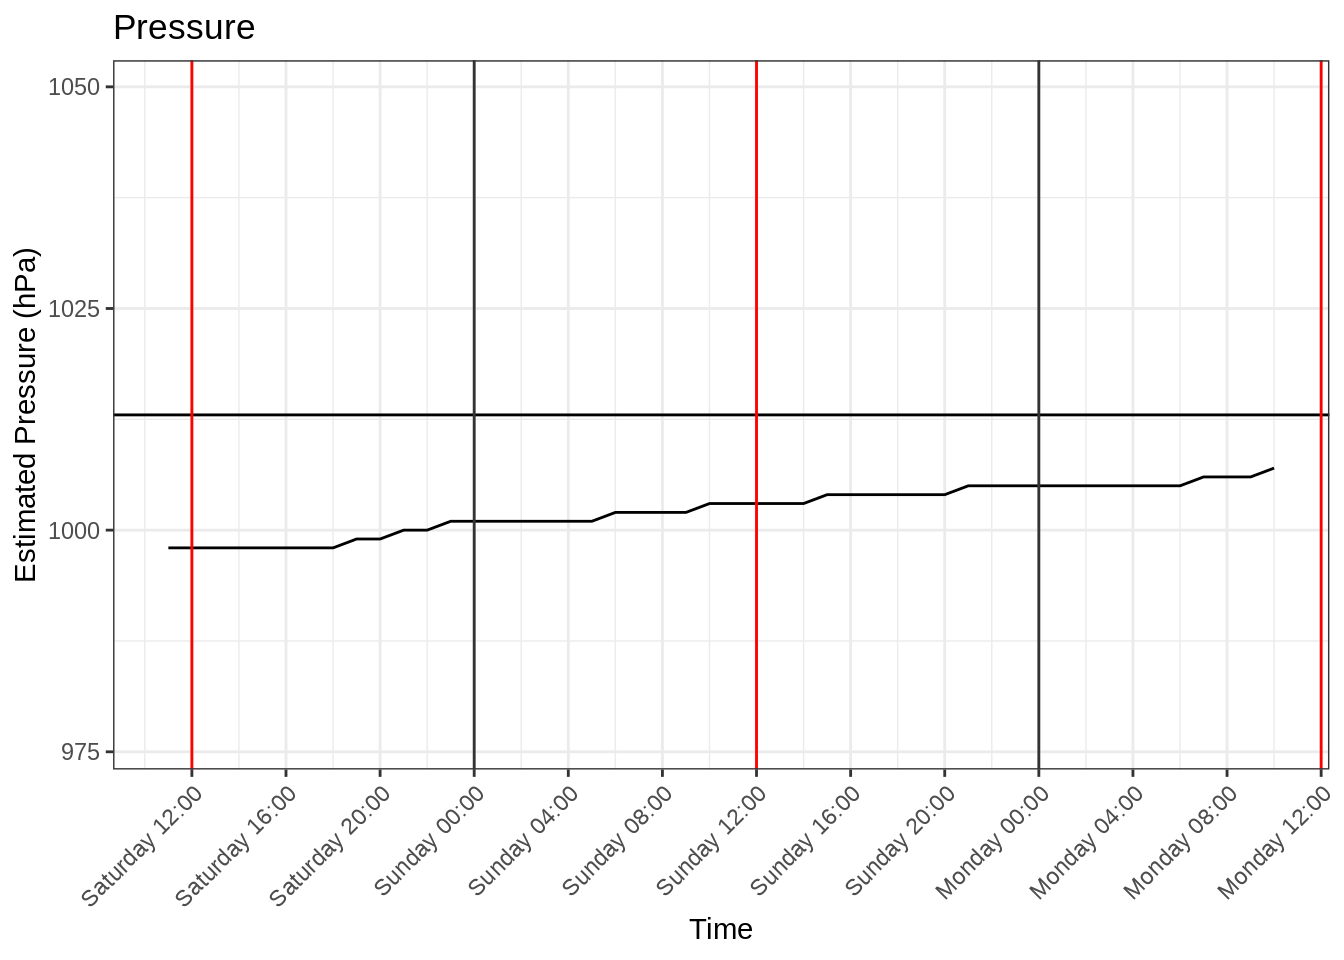 Pressure
Estimated Pressure (hPa)
1050
1025
1000
975
Saturday 12:00
Saturday 16:00
Saturday 20:00
Sunday 00:00
Sunday 04:00
Sunday 08:00
Sunday 12:00
Sunday 16:00
Sunday 20:00
Monday 00:00
Monday 04:00
Monday 08:00
Monday 12:00
Time